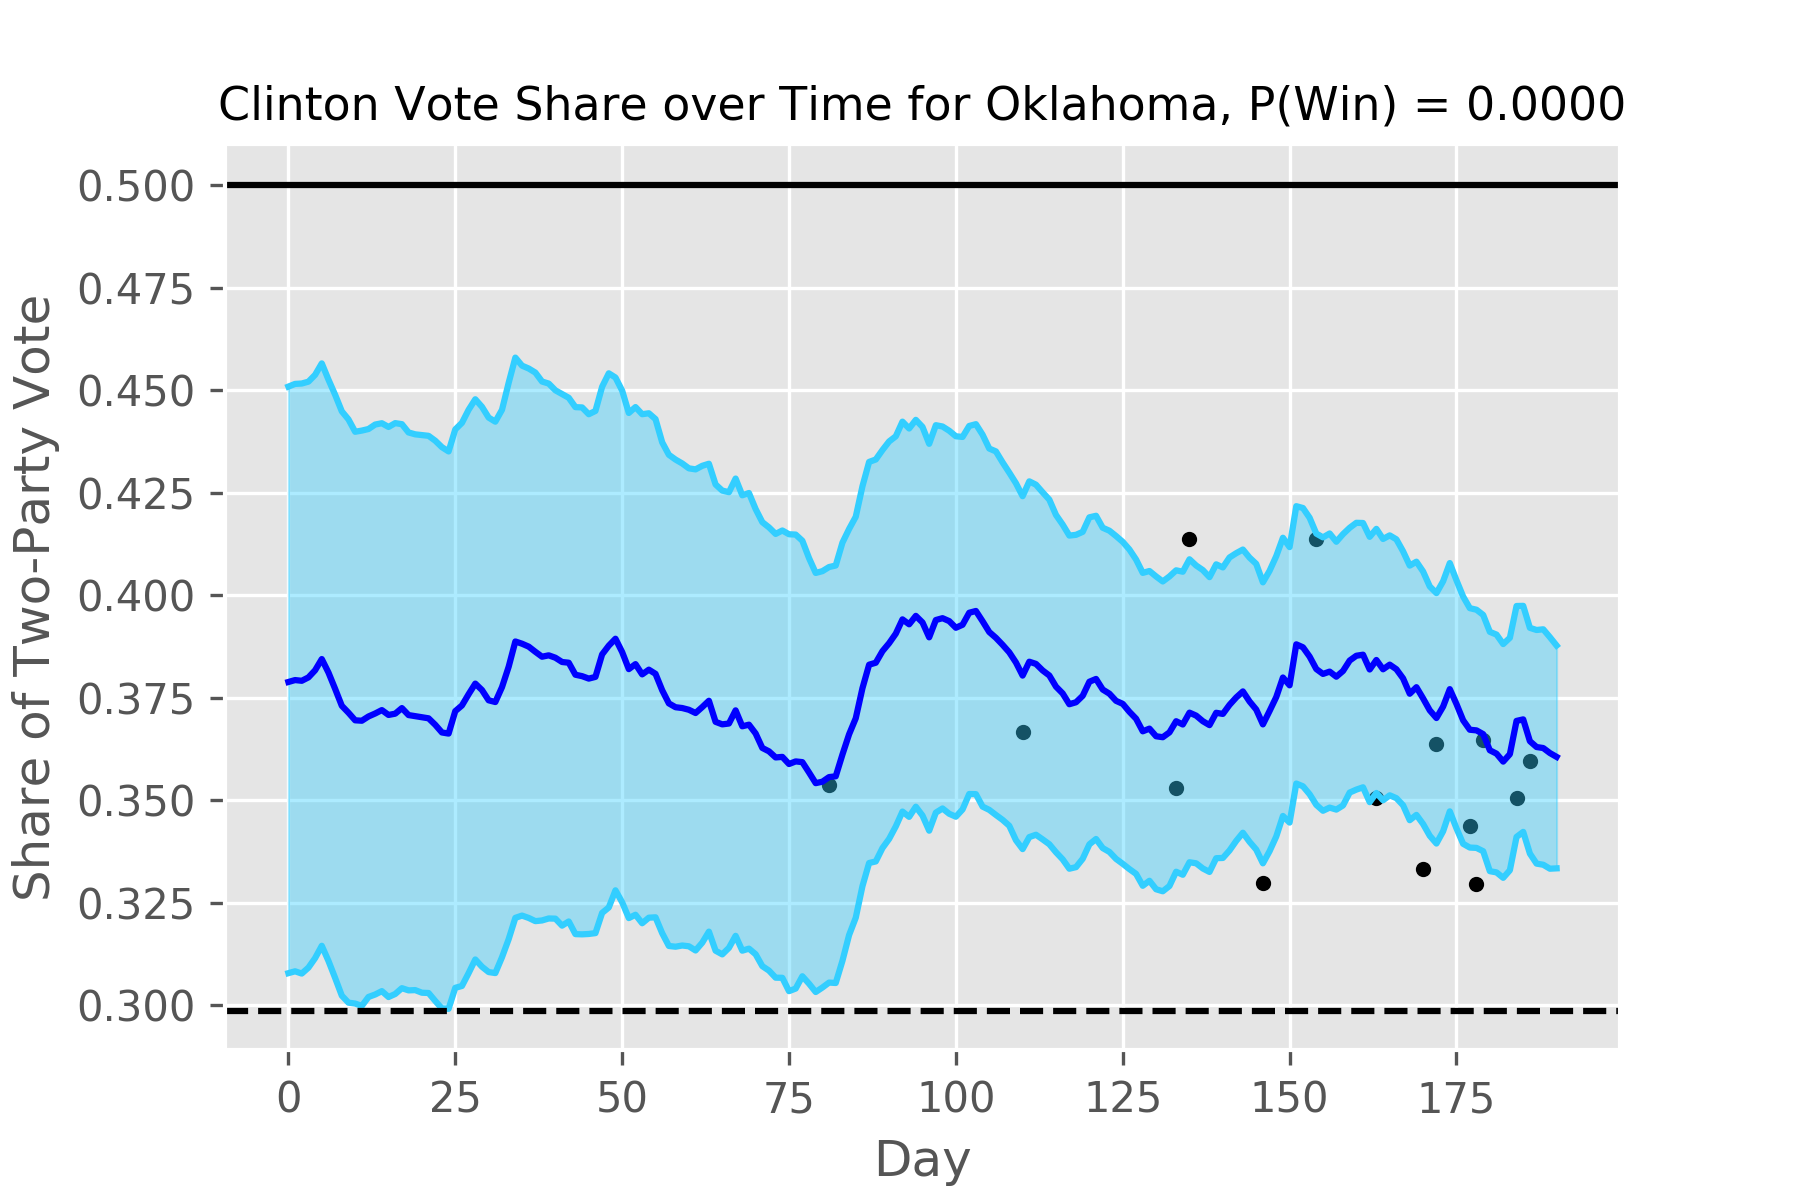 Clinton Vote Share over Time for Oklahoma, P(Win) = 0.0000
Share of Two-Party Vote
0.500
0.475
0.450
0.425
0.400
0.375
0.350
0.325
0.300
0 25 50 75 100 125 150 175
Day